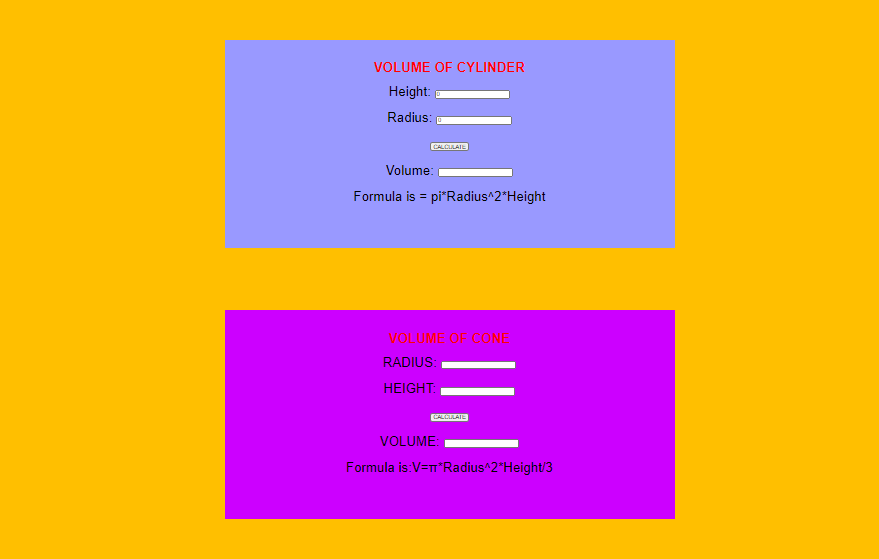 VOLUME OF CYLINDER
Height: 0
Radius: 0
CALCULATE
Volume:
Formula is = pi*Radius^2*Height
VOLUME OF CONE
RADIUS:
HEIGHT:
CALCULATE
VOLUME:
Formula is:V=π*Radius^2*Height/3